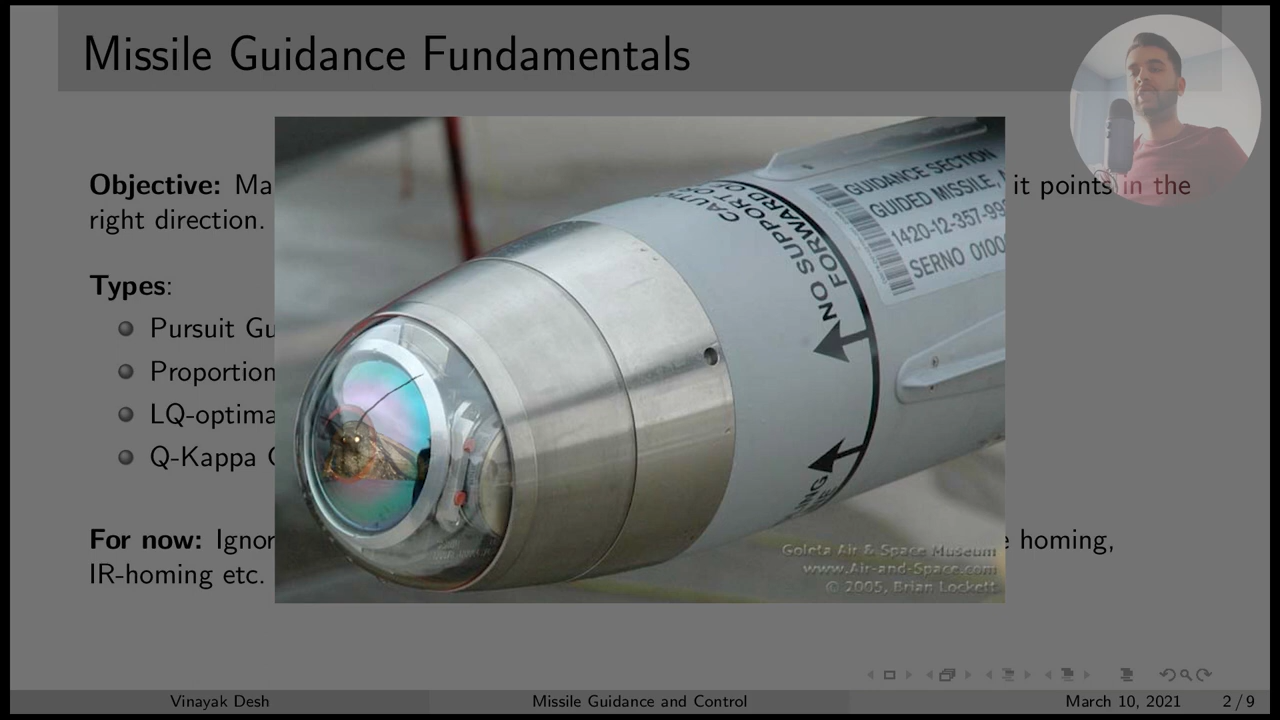 Missile Guidance Fundamentals
Objective: Ma
it points in the
right direction.
Types:
Pursuit Gu
Proportion
LQ-optima
Q-Kappa
For now: Ignor
homing,
IR-homing etc.
GUIDANCE SECTION
GUIDED MISSILE,
1420-12-357-99
SERNO 0100
NO SUPPORT
FORWARD
Goleta Air & Space Museum
www.Air-and-Space.com
© 2005, Brian Lockett
Vinayak Desh
Missile Guidance and Control
March 10, 2021
2 / 9